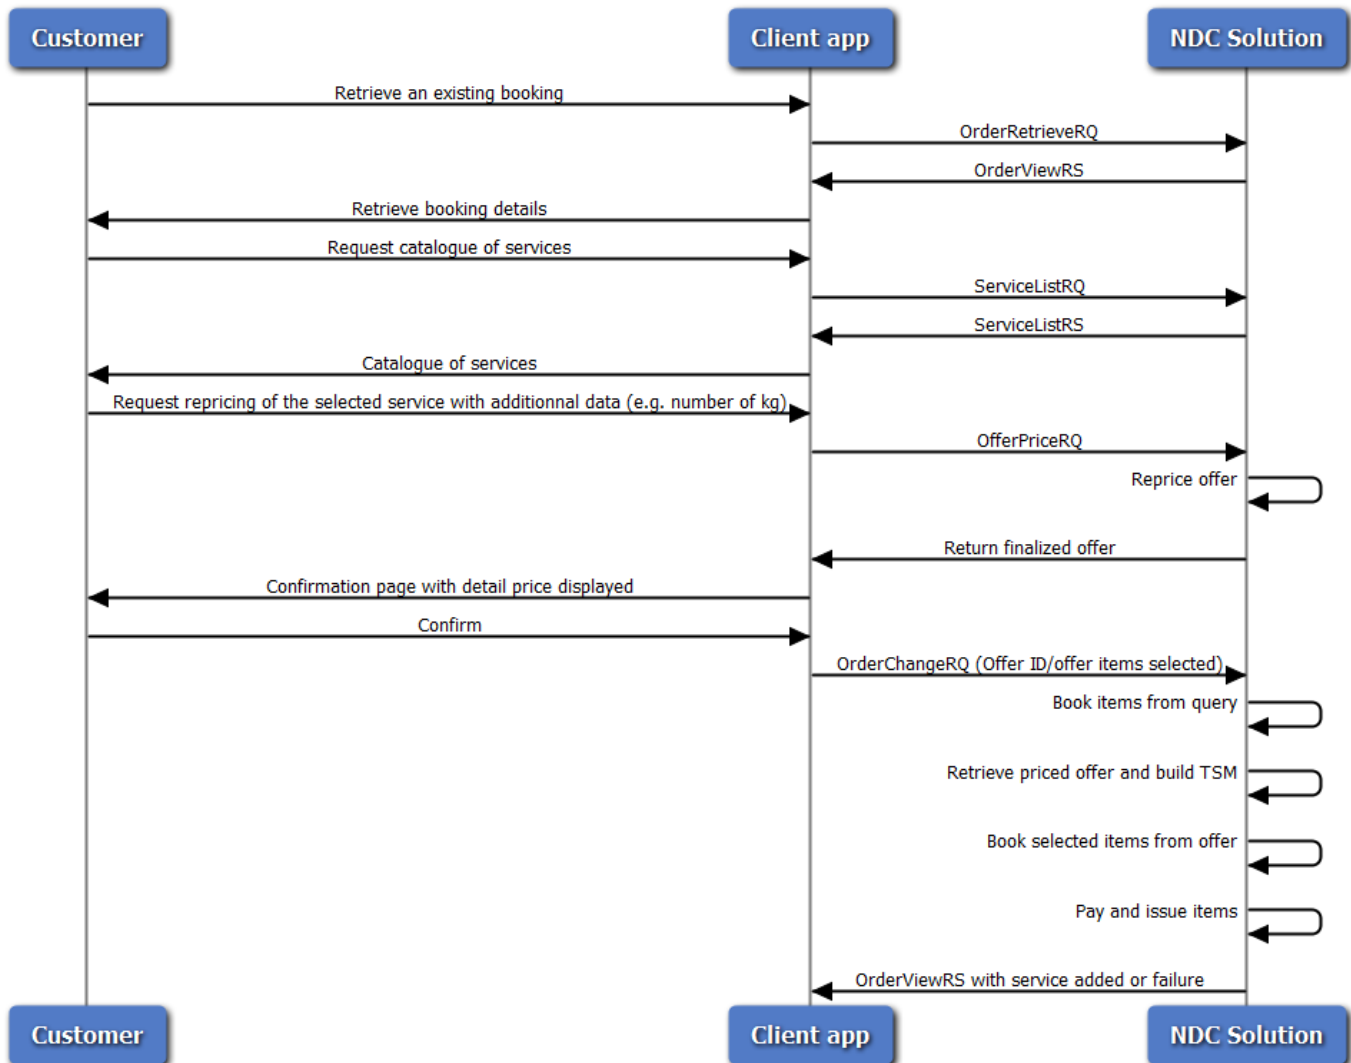 Customer
Client app
NDC Solution
Retrieve an existing booking
OrderRetrieveRQ
OrderViewRS
Retrieve booking details
Request catalogue of services
ServiceListRQ
ServiceListRS
Catalogue of services
Request repricing of the selected service with additionnal data (e.g. number of kg)
OfferPriceRQ
Reprice offer
Return finalized offer
Confirmation page with detail price displayed
Confirm
OrderChangeRQ (Offer ID/offer items selected)
Book items from query
Retrieve priced offer and build TSM
Book selected items from offer
Pay and issue items
OrderViewRS with service added or failure
Customer
Client app
NDC Solution